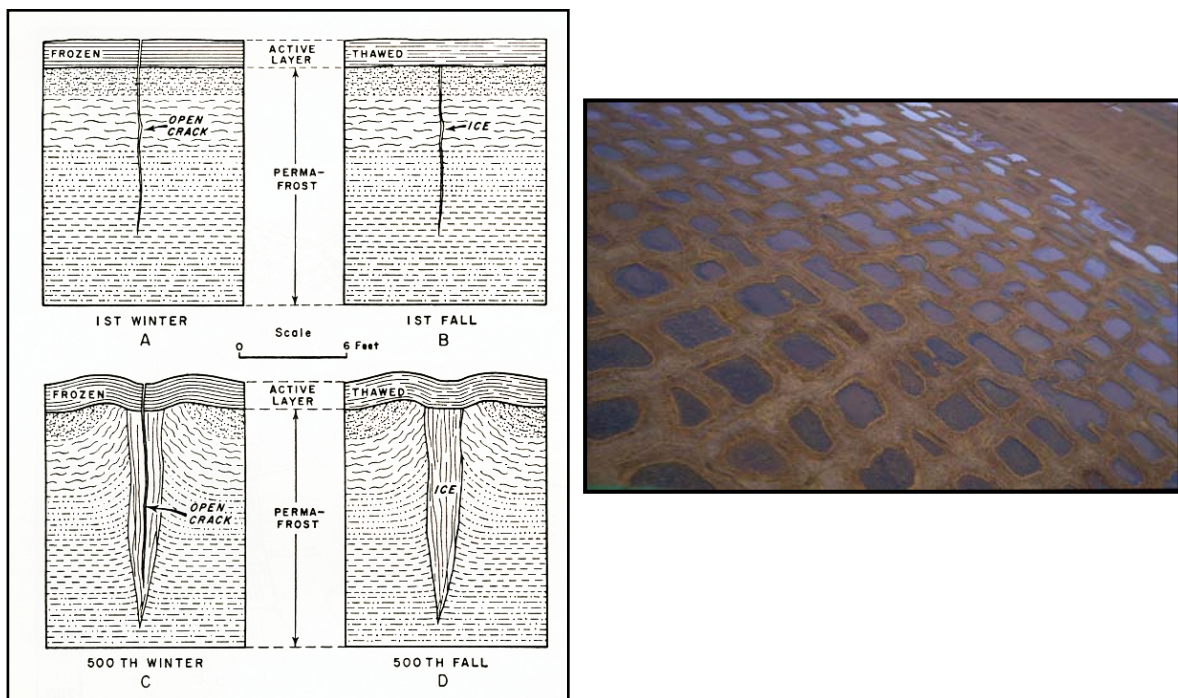 FROZEN
ACTIVE
LAYER
THAWED
OPEN
CRACK
ICE
PERMA-
FROST
1ST WINTER
A
1ST FALL
B
Scale
0 6 Feet
FROZEN
ACTIVE
LAYER
THAWED
OPEN
CRACK
ICE
PERMA-
FROST
500TH WINTER
C
500TH FALL
D